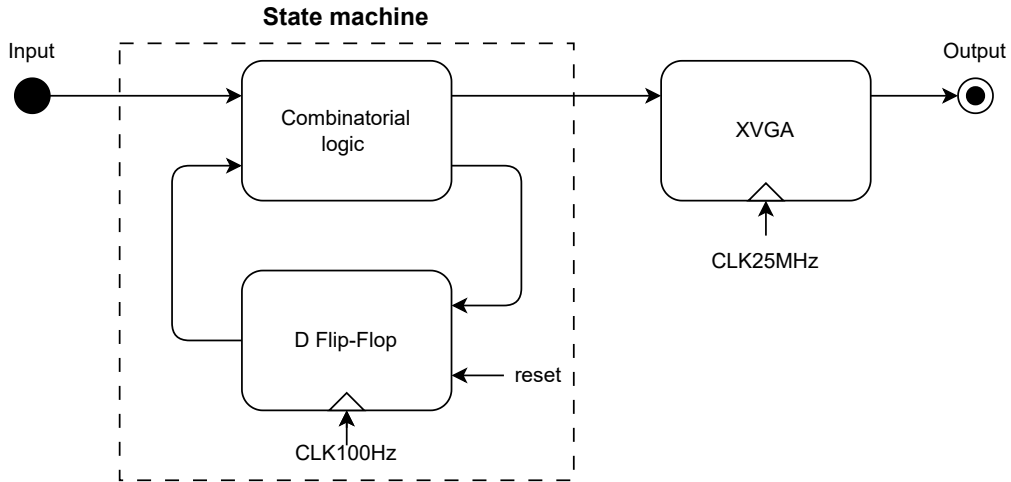 State machine
Input
Output
Combinatorial
logic
XVGA
CLK25MHz
D Flip-Flop
reset
CLK100Hz